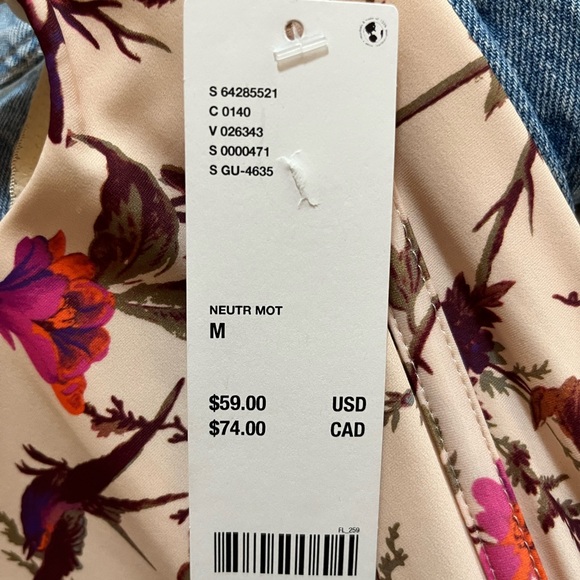 S 64285521
C 0140
V 026343
S 0000471
S GU-4635
NEUTR MOT
M
$59.00 USD
$74.00 CAD
FL_259